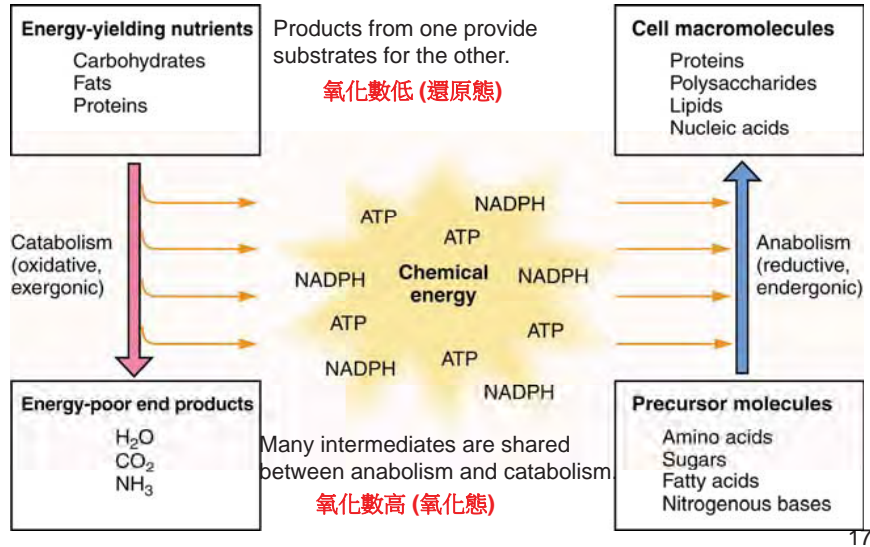 Energy-yielding nutrients
Carbohydrates
Fats
Proteins
Products from one provide
substrates for the other.
氧化數低 (還原態)
Cell macromolecules
Proteins
Polysaccharides
Lipids
Nucleic acids
Catabolism
(oxidative,
exergonic)
ATP
NADPH
ATP
NADPH
Chemical
energy
NADPH
ATP
ATP
NADPH
ATP
NADPH
Anabolism
(reductive,
endergonic)
Energy-poor end products
H₂O
CO₂
NH₃
Many intermediates are shared
between anabolism and catabolism.
氧化數高 (氧化態)
Precursor molecules
Amino acids
Sugars
Fatty acids
Nitrogenous bases
17